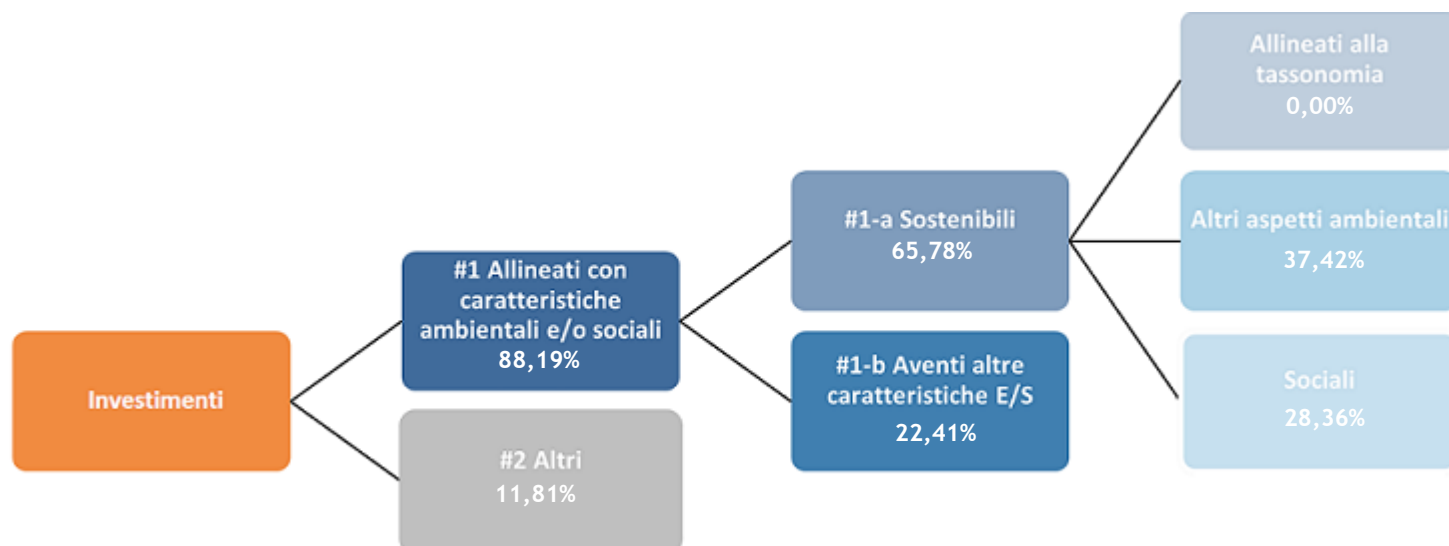 Investimenti
#1 Allineati con
caratteristiche
ambientali e/o sociali
88,19%
#2 Altri
11,81%
#1-a Sostenibili
65,78%
#1-b Aventi altre
caratteristiche E/S
22,41%
Allineati alla
tassonomia
0,00%
Altri aspetti ambientali
37,42%
Sociali
28,36%